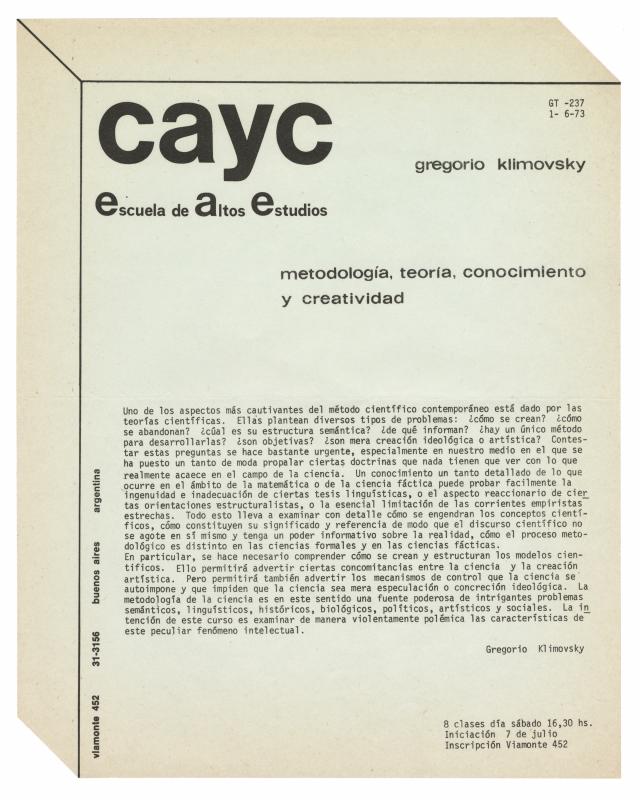 GT -237
1- 6-73
cayc
gregorio klimovsky
escuela de altos estudios
metodología, teoría, conocimiento
y creatividad
Uno de los aspectos más cautivantes del método científico contemporáneo está dado por las
teorías científicas. Ellas plantean diversos tipos de problemas: ¿cómo se crean? ¿cómo
se abandonan? ¿cúal es su estructura semántica? ¿de qué informan? ¿hay un único método
para desarrollarlas? ¿son objetivas? ¿son mera creación ideológica o artística? Contes-
tar estas preguntas se hace bastante urgente, especialmente en nuestro medio en el que se
ha puesto un tanto de moda propalar ciertas doctrinas que nada tienen que ver con lo que
realmente acaece en el campo de la ciencia. Un conocimiento un tanto detallado de lo que
ocurre en el ámbito de la matemática o de la ciencia fáctica puede probar facilmente la
ingenuidad e inadecuación de ciertas tesis linguísticas, o el aspecto reaccionario de cier
tas orientaciones estructuralistas, o la esencial limitación de las corrientes empiristas
estrechas. Todo esto lleva a examinar con detalle cómo se engendran los conceptos cientí-
ficos, cómo constituyen su significado y referencia de modo que el discurso científico no
se agote en sí mismo y tenga un poder informativo sobre la realidad, cómo el proceso meto-
dológico es distinto en las ciencias formales y en las ciencias fácticas.
En particular, se hace necesario comprender cómo se crean y estructuran los modelos cien-
tíficos. Ello permitirá advertir ciertas concomitancias entre la ciencia y la creación
artística. Pero permitirá también advertir los mecanismos de control que la ciencia se
autoimpone y que impiden que la ciencia sea mera especulación o concreción ideológica. La
metodología de la ciencia es en este sentido una fuente poderosa de intrigantes problemas
semánticos, linguísticos, históricos, biológicos, políticos, artísticos y sociales. La in
tención de este curso es examinar de manera violentamente polémica las características de
este peculiar fenómeno intelectual.
Gregorio Klimovsky
8 clases día sábado 16,30 hs.
Iniciación 7 de julio
Inscripción Viamonte 452
viamonte 452 31-3156 buenos aires argentina